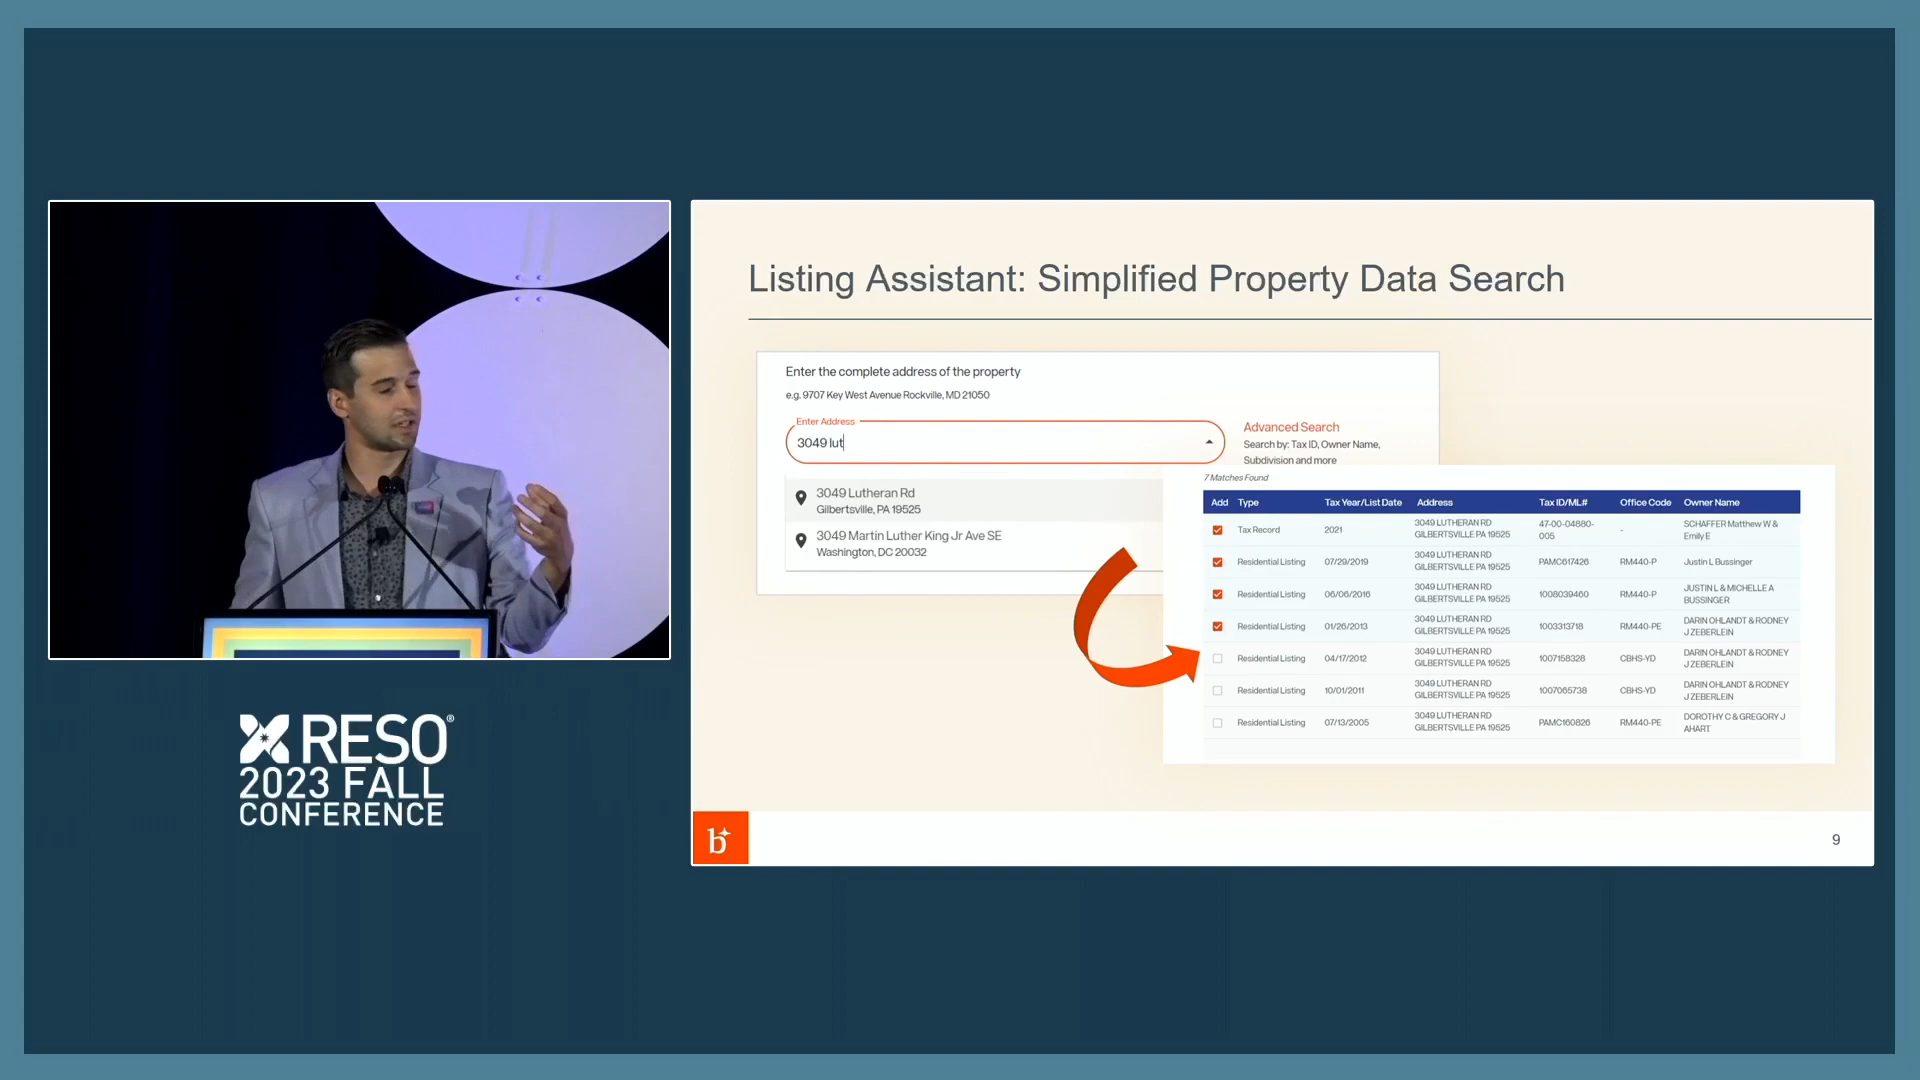 Listing Assistant: Simplified Property Data Search
Enter the complete address of the property
e.g. 9707 Key West Avenue Rockville, MD 21050
Enter Address
3049 lut
Advanced Search
Search by: Tax ID, Owner Name,
Subdivision and more
3049 Lutheran Rd
Gilbertsville, PA 19525
3049 Martin Luther King Jr Ave SE
Washington, DC 20032
7 Matches Found
Add Type Tax Year/List Date Address Tax ID/ML# Office Code Owner Name
Tax Record 2021 3049 LUTHERAN RD GILBERTSVILLE PA 19525 47-00-04680-005 - SCHAFFER Matthew W & Emily E
Residential Listing 07/29/2019 3049 LUTHERAN RD GILBERTSVILLE PA 19525 PAMC617426 RM440-P Justin L Bussinger
Residential Listing 06/06/2016 3049 LUTHERAN RD GILBERTSVILLE PA 19525 1008039460 RM440-P JUSTIN L & MICHELLE A BUSSINGER
Residential Listing 01/26/2013 3049 LUTHERAN RD GILBERTSVILLE PA 19525 1003313718 RM440-PE DARIN OHLANDT & RODNEY J ZEBERLEIN
Residential Listing 04/17/2012 3049 LUTHERAN RD GILBERTSVILLE PA 19525 1007158328 CBHS-YD DARIN OHLANDT & RODNEY J ZEBERLEIN
Residential Listing 10/01/2011 3049 LUTHERAN RD GILBERTSVILLE PA 19525 1007065738 CBHS-YD DARIN OHLANDT & RODNEY J ZEBERLEIN
Residential Listing 07/13/2005 3049 LUTHERAN RD GILBERTSVILLE PA 19525 PAMC160826 RM440-PE DOROTHY C & GREGORY J AHART
b
9
RESO®
2023 FALL
CONFERENCE